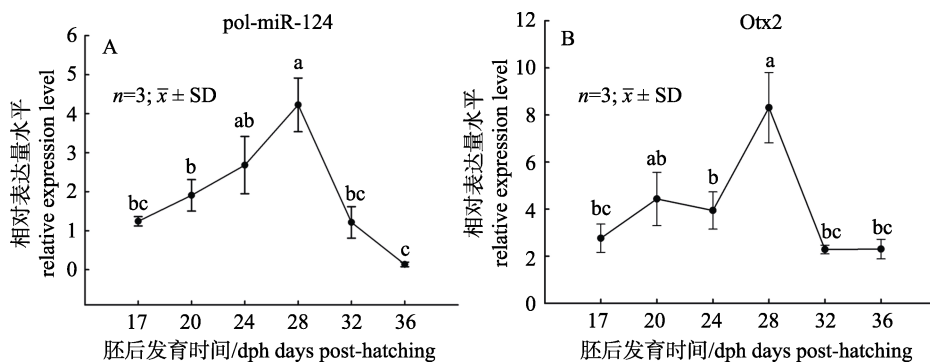 pol-miR-124
A
n=3; x̄ ± SD
相对表达量水平
relative expression level
6
5
4
3
2
1
0
bc
b
ab
a
bc
c
17 20 24 28 32 36
胚后发育时间/dph days post-hatching
Otx2
B
n=3; x̄ ± SD
相对表达量水平
relative expression level
12
10
8
6
4
2
0
bc
ab
b
a
bc
bc
17 20 24 28 32 36
胚后发育时间/dph days post-hatching